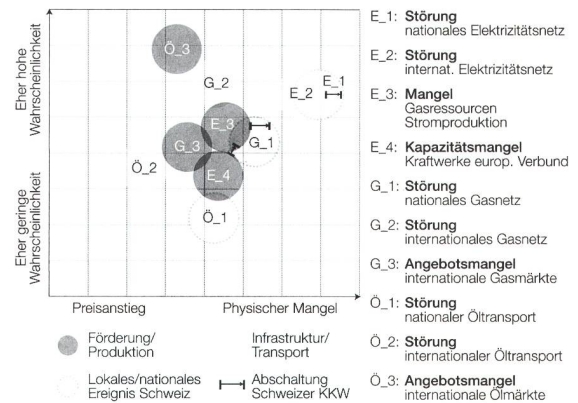 Eher hohe
Wahrscheinlichkeit
Eher geringe
Wahrscheinlichkeit
Ö_3
G_2
E_1
E_2
E_3
G_1
G_3
Ö_2
E_4
Ö_1
Preisanstieg
Physischer Mangel
Förderung/
Produktion
Infrastruktur/
Transport
Lokales/nationales
Ereignis Schweiz
Abschaltung
Schweizer KKW
E_1: Störung
nationales Elektrizitätsnetz
E_2: Störung
internat. Elektrizitätsnetz
E_3: Mangel
Gasressourcen
Stromproduktion
E_4: Kapazitätsmangel
Kraftwerke europ. Verbund
G_1: Störung
nationales Gasnetz
G_2: Störung
internationales Gasnetz
G_3: Angebotsmangel
internationale Gasmärkte
Ö_1: Störung
nationaler Öltransport
Ö_2: Störung
internationaler Öltransport
Ö_3: Angebotsmangel
internationale Ölmärkte